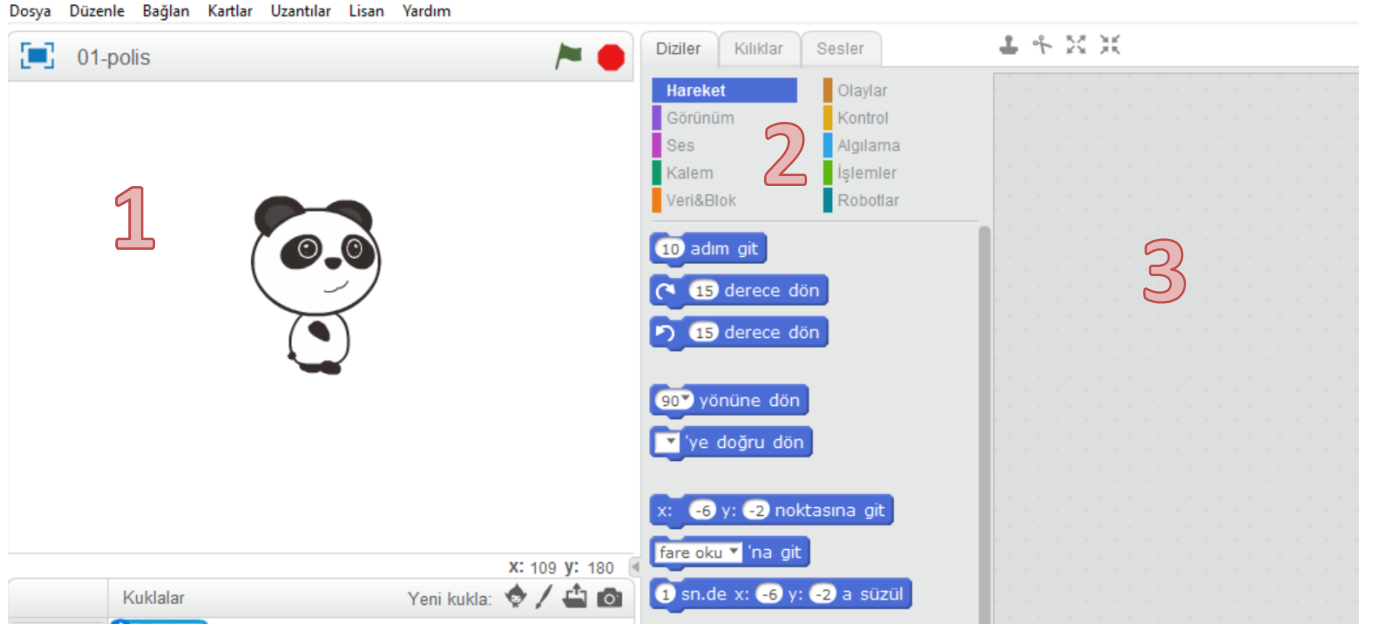 Dosya Düzenle Bağlan Kartlar Uzantılar Lisan Yardım
01-polis
1
x: 109 y: 180
Kuklalar Yeni kukla:
Diziler Kılıklar Sesler
Hareket Olaylar
Görünüm Kontrol
Ses Algılama
Kalem İşlemler
Veri&Blok Robotlar
2
10 adım git
15 derece dön
15 derece dön
90 yönüne dön
'ye doğru dön
x: -6 y: -2 noktasına git
fare oku 'na git
1 sn.de x: -6 y: -2 a süzül
3